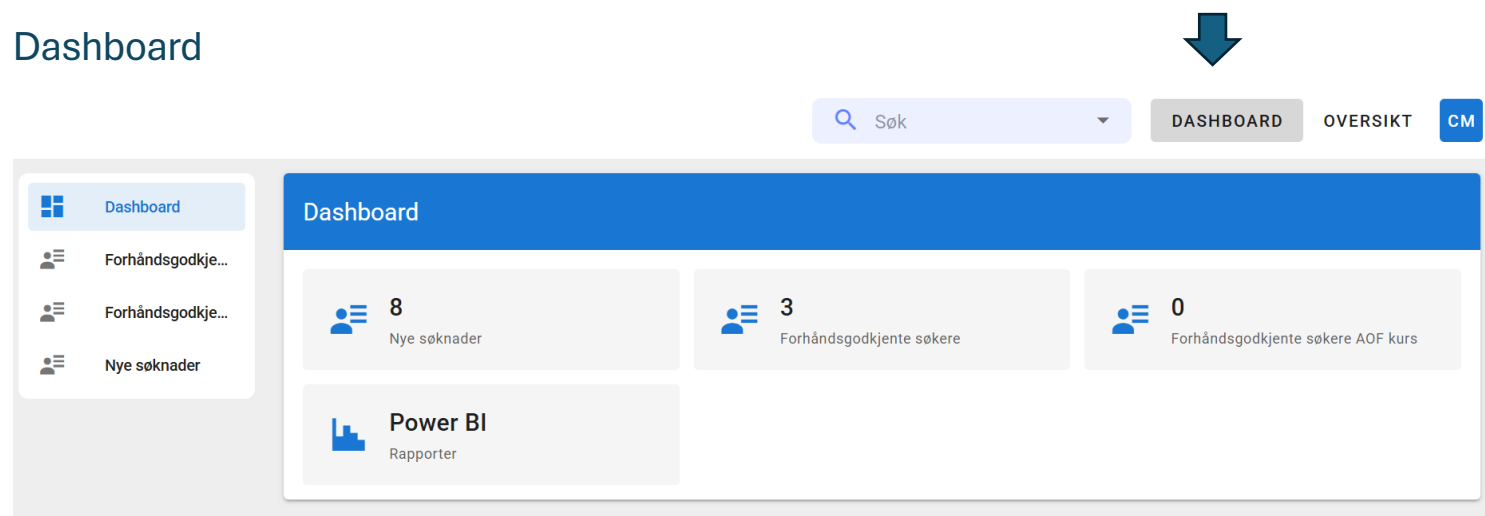 Dashboard
Søk
DASHBOARD
OVERSIKT
CM
Dashboard
Forhåndsgodkje...
Forhåndsgodkje...
Nye søknader
Dashboard
8
Nye søknader
3
Forhåndsgodkjente søkere
0
Forhåndsgodkjente søkere AOF kurs
Power BI
Rapporter